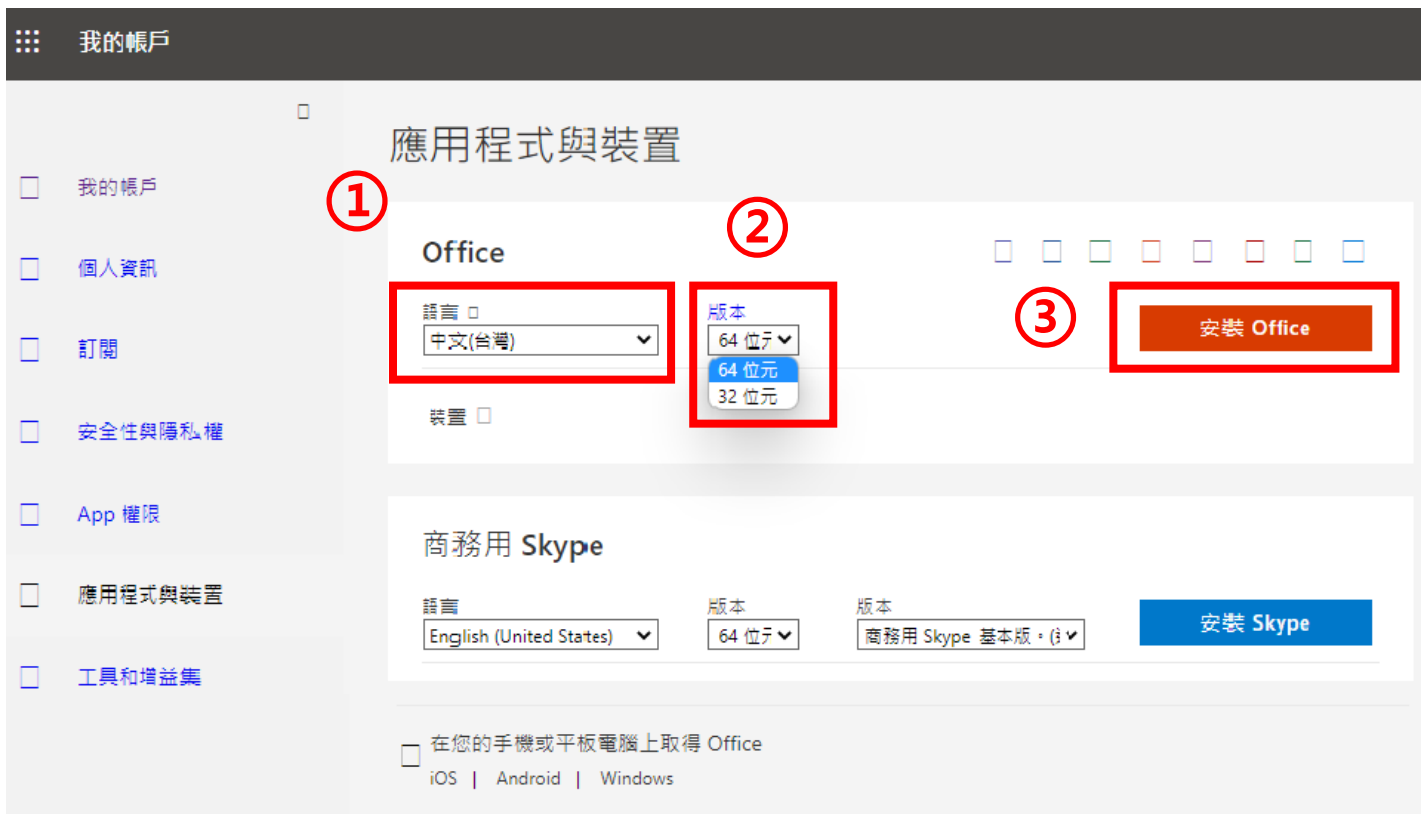 我的帳戶
應用程式與裝置
我的帳戶
個人資訊
訂閱
安全性與隱私權
App 權限
應用程式與裝置
工具和增益集
①
②
③
Office
語言
版本
中文(台灣)
64 位元
64 位元
32 位元
安裝 Office
裝置
商務用 Skype
語言
版本
版本
English (United States)
64 位元
商務用 Skype 基本版。
安裝 Skype
在您的手機或平板電腦上取得 Office
iOS | Android | Windows